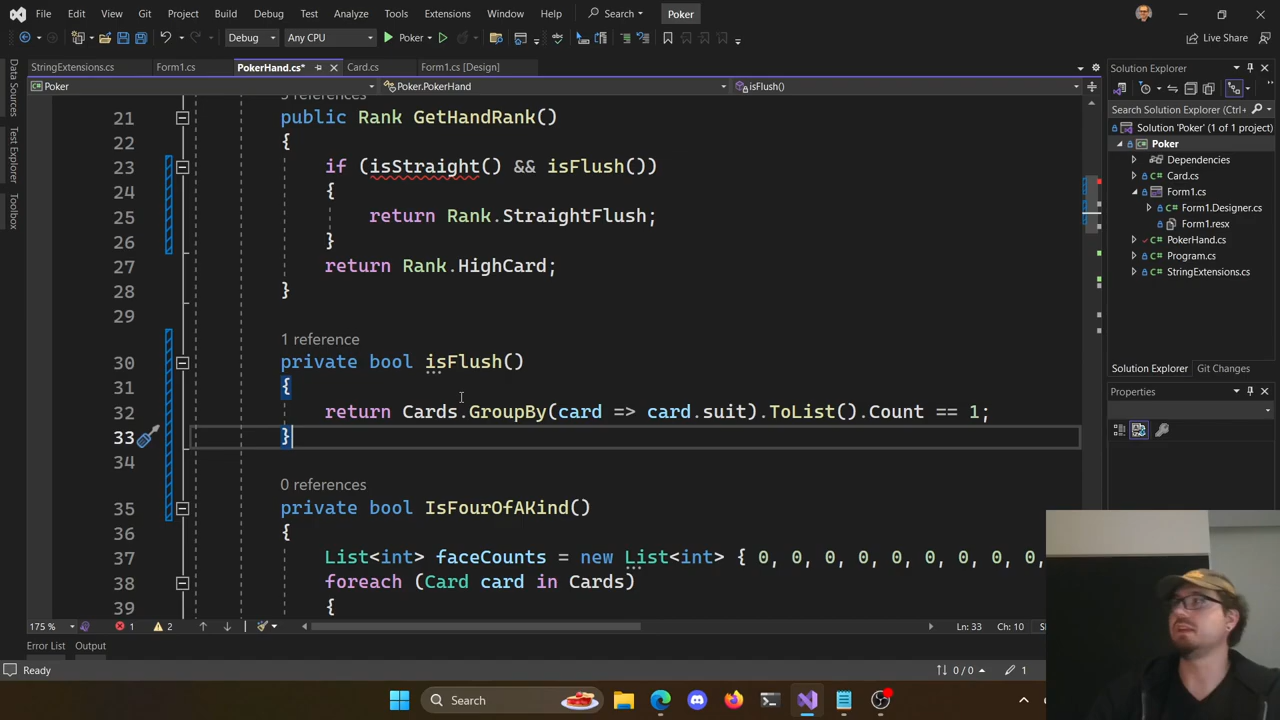 File Edit View Git Project Build Debug Test Analyze Tools Extensions Window Help Search Poker
Debug Any CPU Poker Live Share
StringExtensions.cs Form1.cs PokerHand.cs* Card.cs Form1.cs [Design]
Poker Poker.PokerHand isFlush()
Data Sources
Test Explorer
Toolbox
21 public Rank GetHandRank()
22 {
23 if (isStraight() && isFlush())
24 {
25 return Rank.StraightFlush;
26 }
27 return Rank.HighCard;
28 }
29
1 reference
30 private bool isFlush()
31 {
32 return Cards.GroupBy(card => card.suit).ToList().Count == 1;
33 }
34
0 references
35 private bool IsFourOfAKind()
36 {
37 List<int> faceCounts = new List<int> { 0, 0, 0, 0, 0, 0, 0, 0,
38 foreach (Card card in Cards)
39 {
175 % 1 2 Ln: 33 Ch: 10
Error List Output
Ready 0 / 0 1
Solution Explorer
Search Solution Explorer (Ctrl+
Solution 'Poker' (1 of 1 project)
Poker
Dependencies
C# Card.cs
C# Form1.cs
C# Form1.Designer.cs
Form1.resx
C# PokerHand.cs
C# Program.cs
C# StringExtensions.cs
Solution Explorer Git Changes
Properties
Search